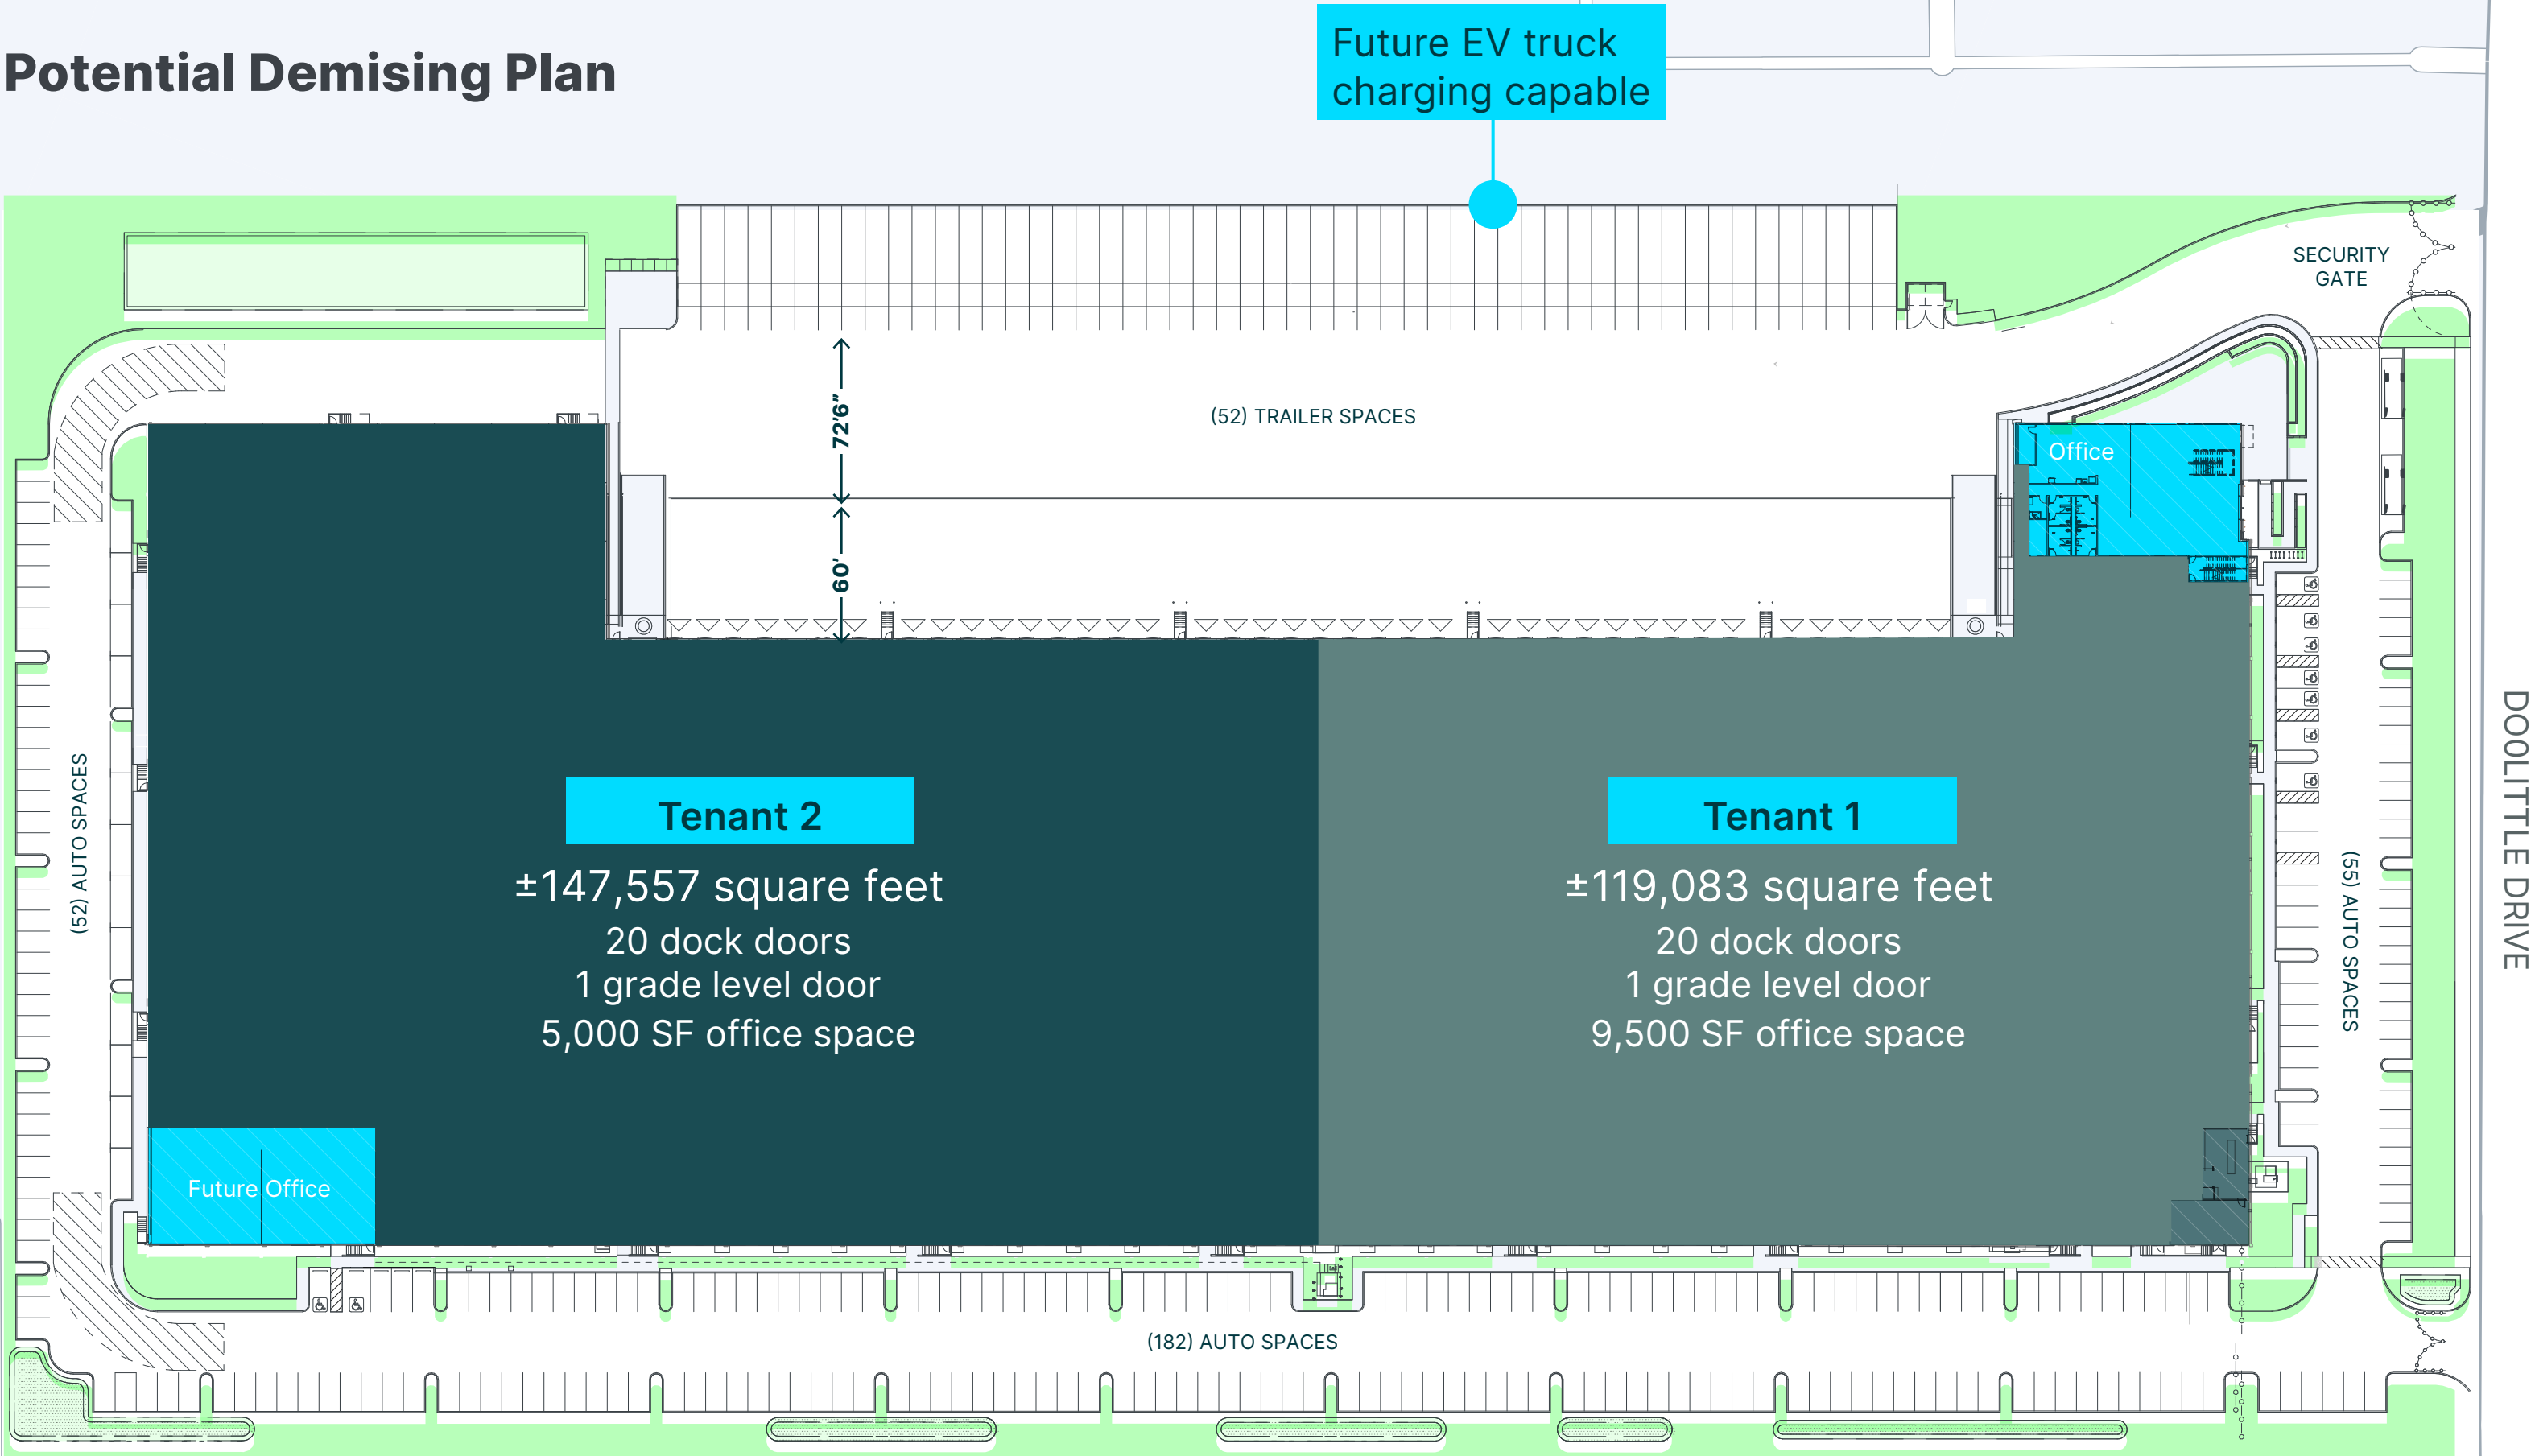 Potential Demising Plan
Future EV truck
charging capable
SECURITY
GATE
72'6"
(52) TRAILER SPACES
Office
60'
(52) AUTO SPACES
Tenant 2
±147,557 square feet
20 dock doors
1 grade level door
5,000 SF office space
Tenant 1
±119,083 square feet
20 dock doors
1 grade level door
9,500 SF office space
(55) AUTO SPACES
DO0LITTLE DRIVE
Future Office
(182) AUTO SPACES